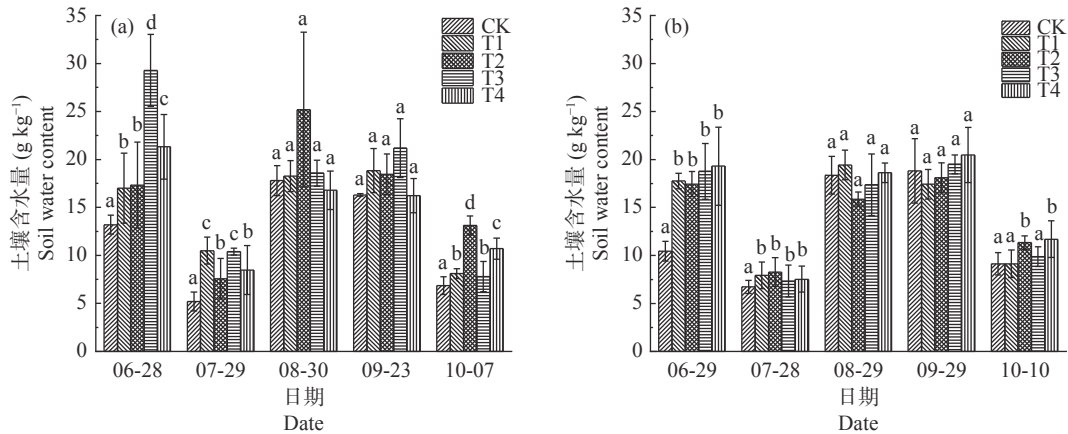 (a)
CK
T1
T2
T3
T4
35
30
25
20
15
10
5
0
土壤含水量 (g kg⁻¹)
Soil water content
a b b d c
a c b c b
a a a a a
a a a a a
a b d b c
06-28 07-29 08-30 09-23 10-07
日期
Date
(b)
CK
T1
T2
T3
T4
35
30
25
20
15
10
5
0
土壤含水量 (g kg⁻¹)
Soil water content
a b b b b
a b b b b
a a a a a
a a a a a
a a b a b
06-29 07-28 08-29 09-29 10-10
日期
Date